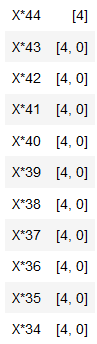 X*44 [4]
X*43 [4, 0]
X*42 [4, 0]
X*41 [4, 0]
X*40 [4, 0]
X*39 [4, 0]
X*38 [4, 0]
X*37 [4, 0]
X*36 [4, 0]
X*35 [4, 0]
X*34 [4, 0]